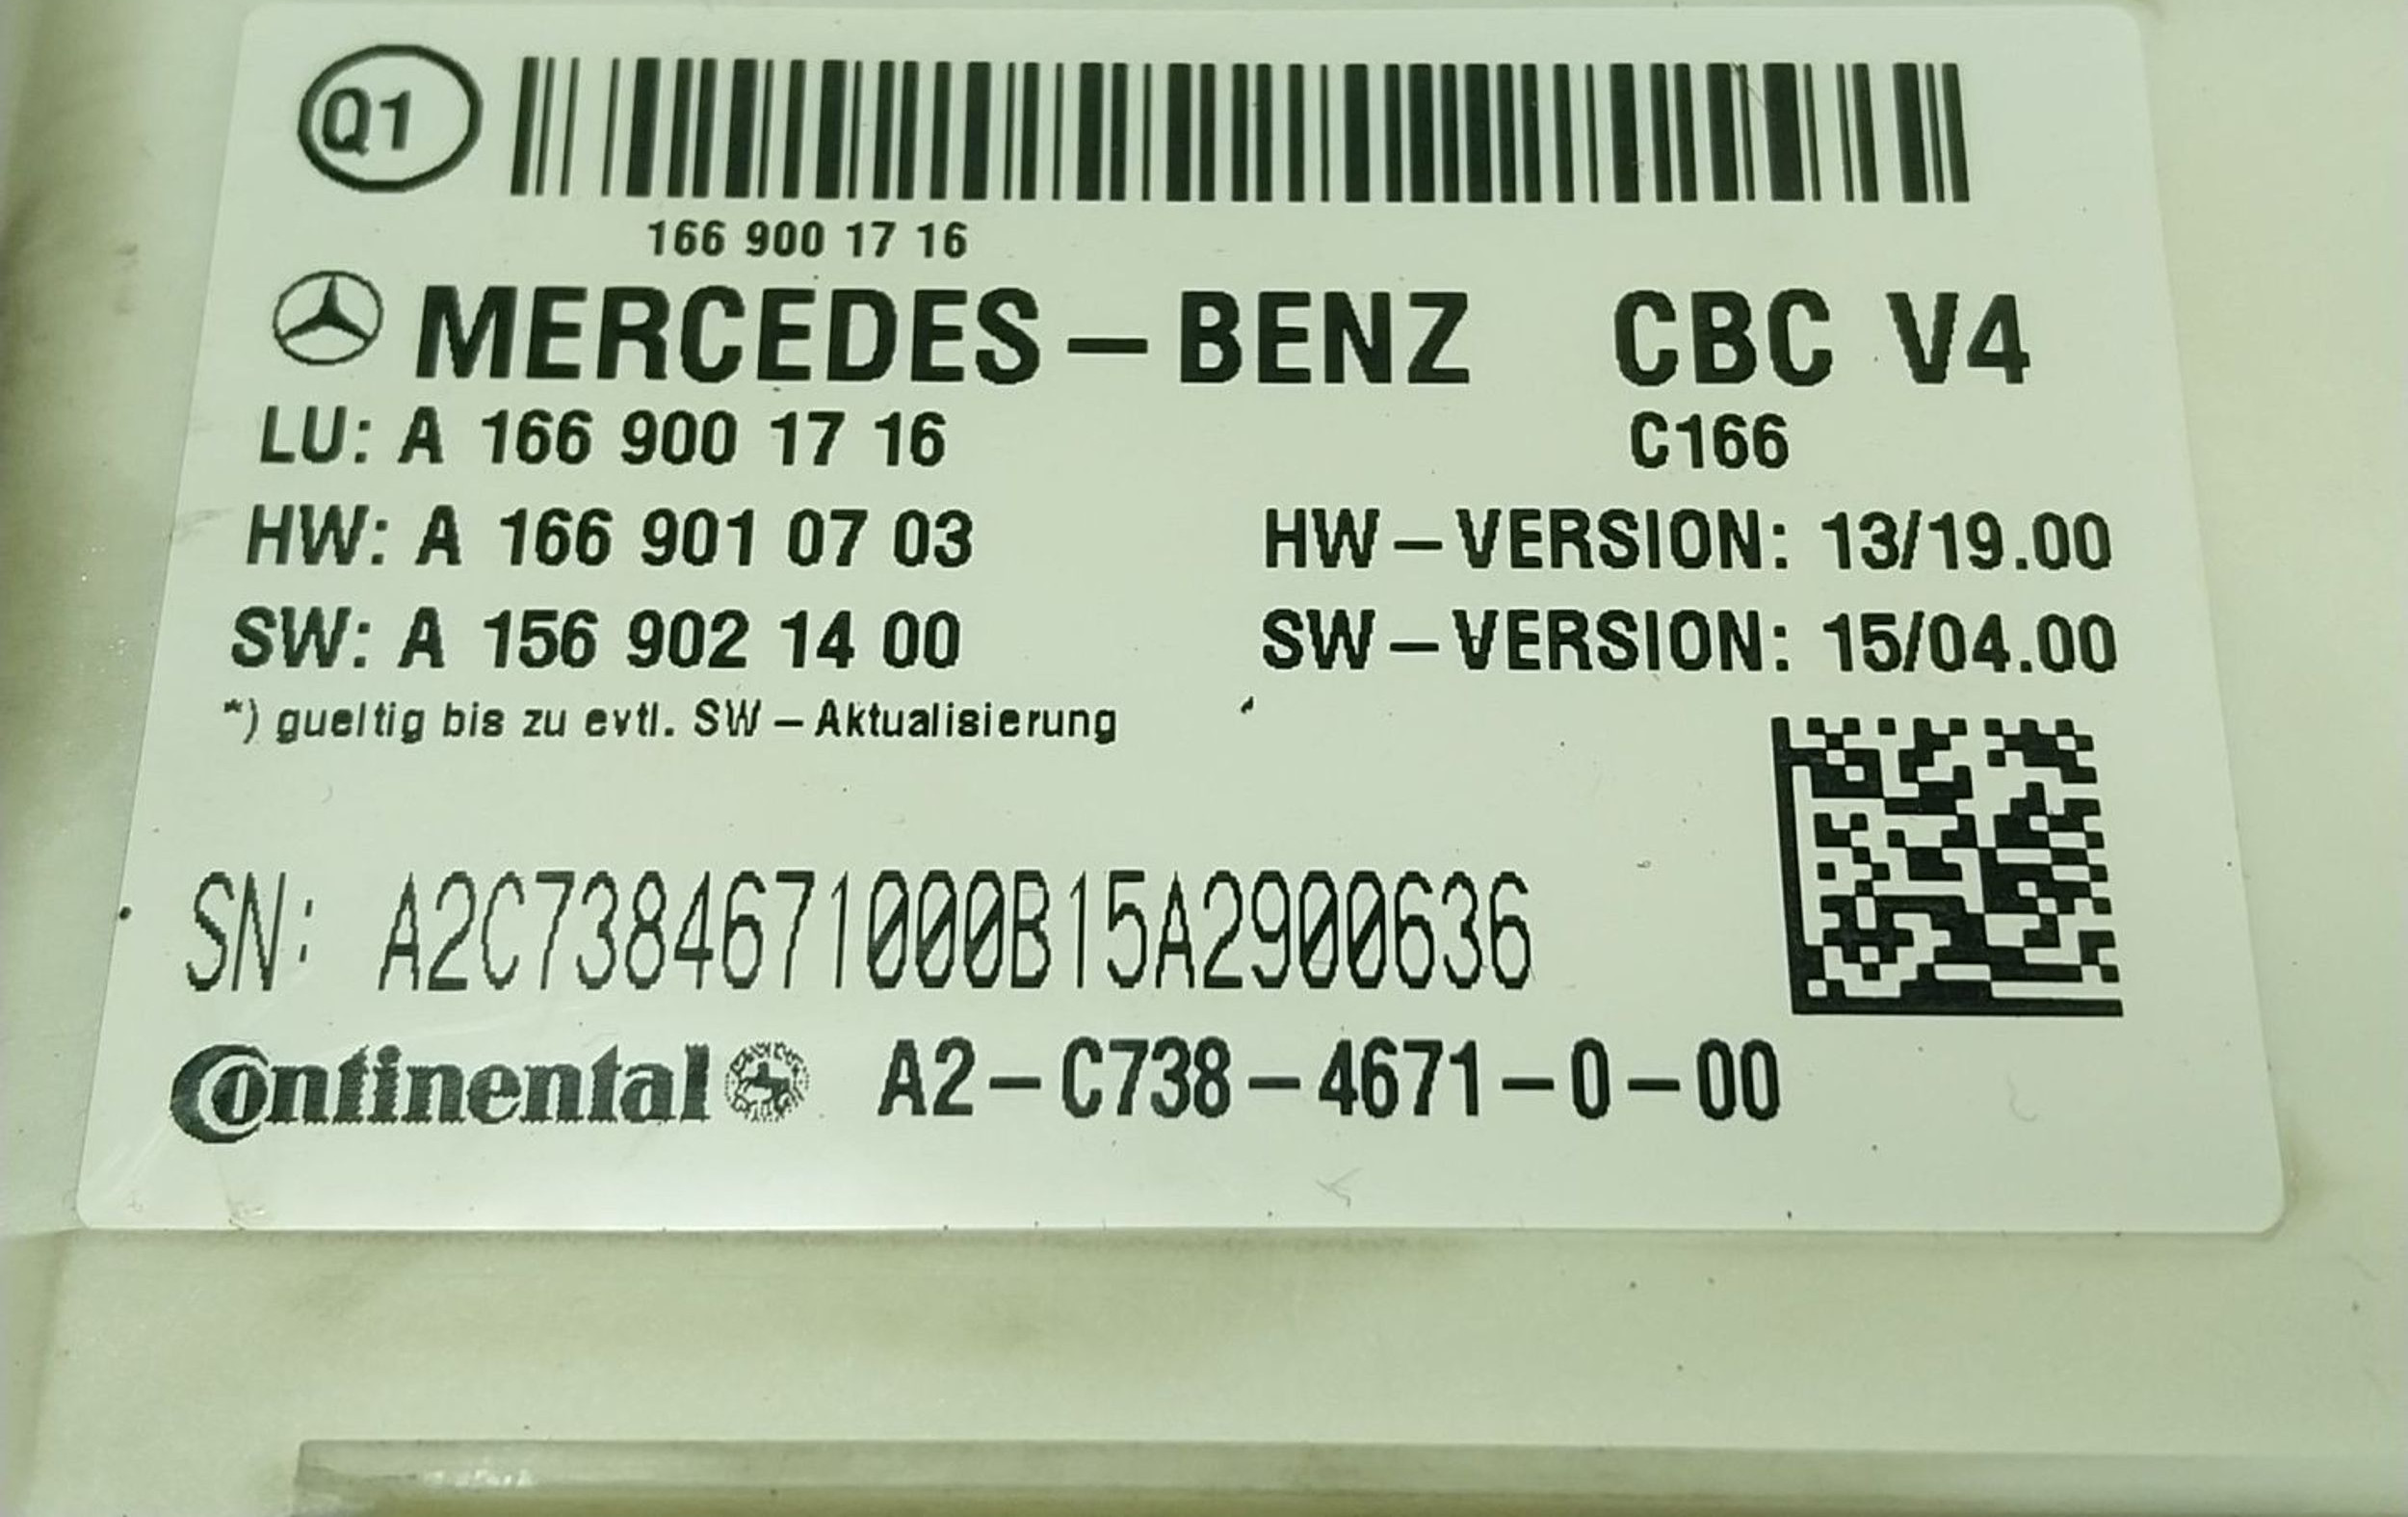 Q1
166 900 17 16
MERCEDES-BENZ CBC V4
LU: A 166 900 17 16 C166
HW: A 166 901 07 03 HW-VERSION: 13/19.00
SW: A 156 902 14 00 SW-VERSION: 15/04.00
*) gueltig bis zu evtl. SW-Aktualisierung
SN: A2C7384671000B15A2900636
Continental A2-C738-4671-0-00